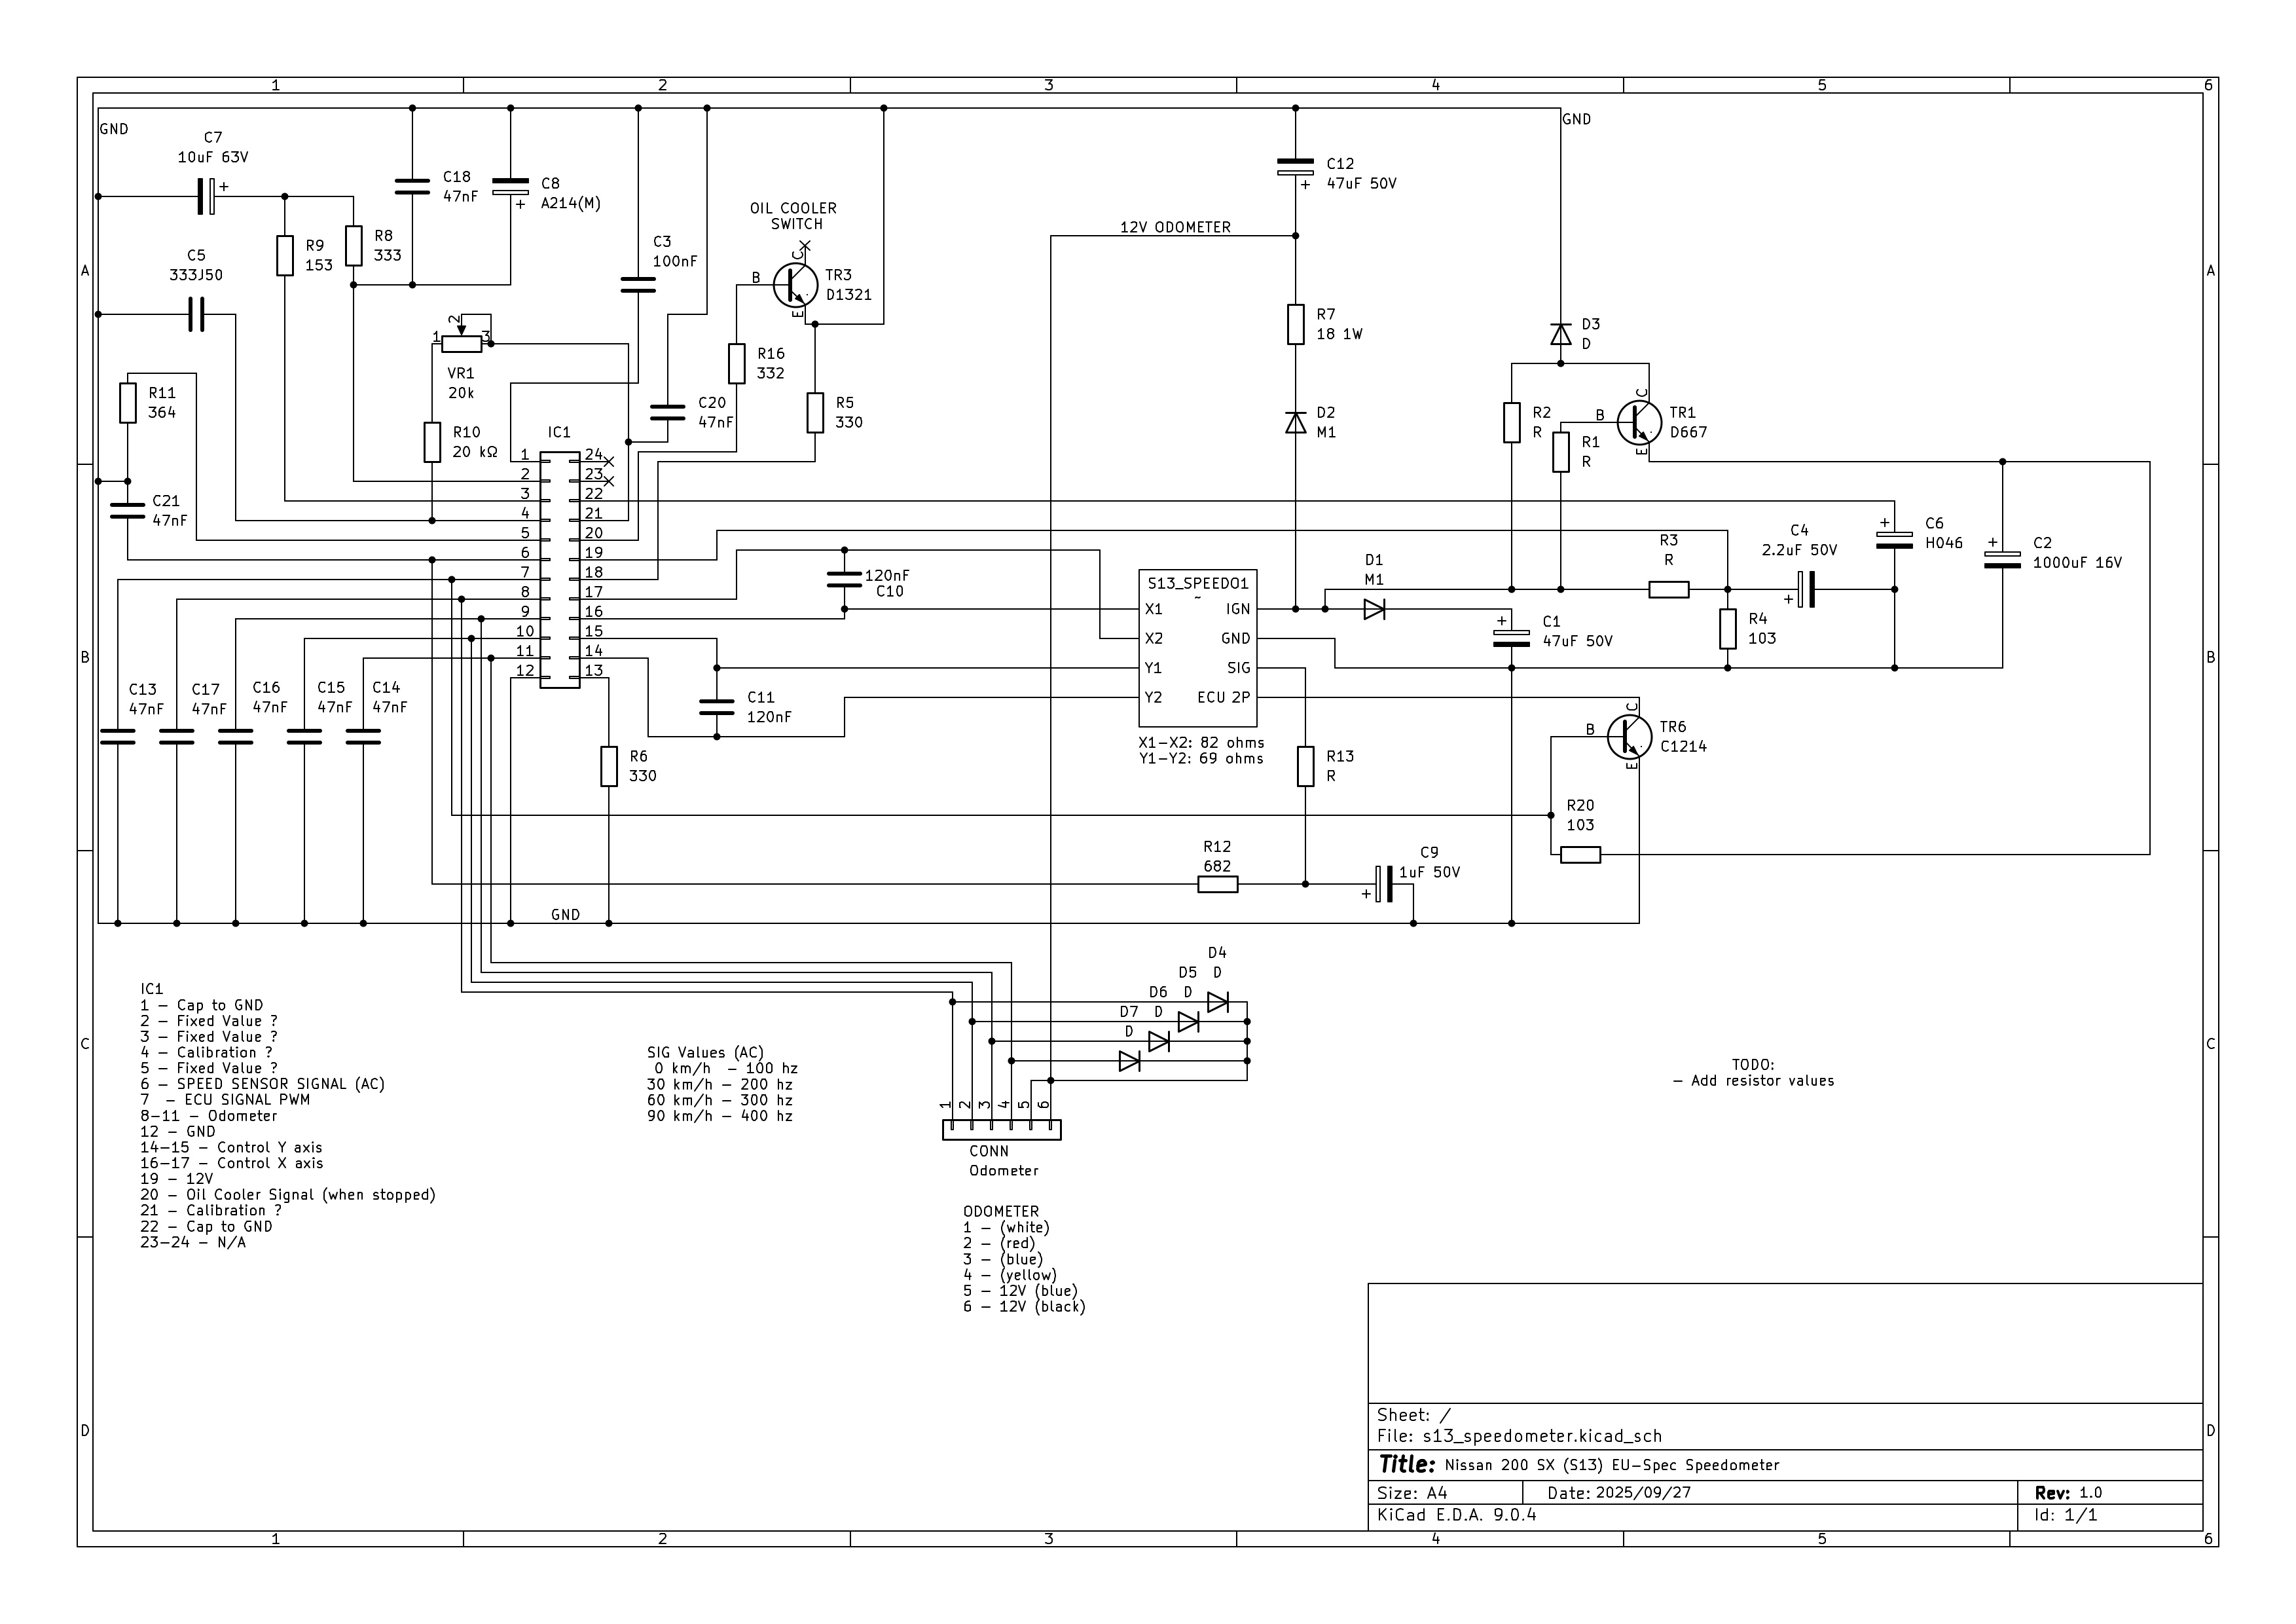 1 2 3 4 5 6
GND
GND
C7
10uF 63V
+
C18
47nF
C8
A214(M)
+
C12
47uF 50V
+
OIL COOLER
SWITCH
12V ODOMETER
R9
153
R8
333
C3
100nF
C5
333J50
A
A
B
C
E
TR3
D1321
R7
18 1W
D3
D
1
2
3
VR1
20k
R16
332
R11
364
C20
47nF
R5
330
D2
M1
R2
R
R1
R
B
C
E
TR1
D667
R10
20 kΩ
IC1
1 24
2 23
3 22
4 21
5 20
6 19
7 18
8 17
9 16
10 15
11 14
12 13
C21
47nF
120nF
C10
S13_SPEEDO1
~
X1 IGN
X2 GND
Y1 SIG
Y2 ECU 2P
X1-X2: 82 ohms
Y1-Y2: 69 ohms
D1
M1
R3
R
C4
2.2uF 50V
+
C6
H046
+
C2
1000uF 16V
+
C1
47uF 50V
+
R4
103
B
B
C13
47nF
C17
47nF
C16
47nF
C15
47nF
C14
47nF
C11
120nF
R6
330
R13
R
B
C
E
TR6
C1214
R20
103
R12
682
C9
1uF 50V
+
GND
IC1
1 - Cap to GND
2 - Fixed Value ?
3 - Fixed Value ?
4 - Calibration ?
5 - Fixed Value ?
6 - SPEED SENSOR SIGNAL (AC)
7 - ECU SIGNAL PWM
8-11 - Odometer
12 - GND
14-15 - Control Y axis
16-17 - Control X axis
19 - 12V
20 - Oil Cooler Signal (when stopped)
21 - Calibration ?
22 - Cap to GND
23-24 - N/A
SIG Values (AC)
0 km/h - 100 hz
30 km/h - 200 hz
60 km/h - 300 hz
90 km/h - 400 hz
D4
D
D5
D
D6
D
D7
D
1 2 3 4 5 6
CONN
Odometer
ODOMETER
1 - (white)
2 - (red)
3 - (blue)
4 - (yellow)
5 - 12V (blue)
6 - 12V (black)
TODO:
- Add resistor values
C
C
D
D
Sheet: /
File: s13_speedometer.kicad_sch
Title: Nissan 200 SX (S13) EU-Spec Speedometer
Size: A4 Date: 2025/09/27 Rev: 1.0
KiCad E.D.A. 9.0.4 Id: 1/1
1 2 3 4 5 6